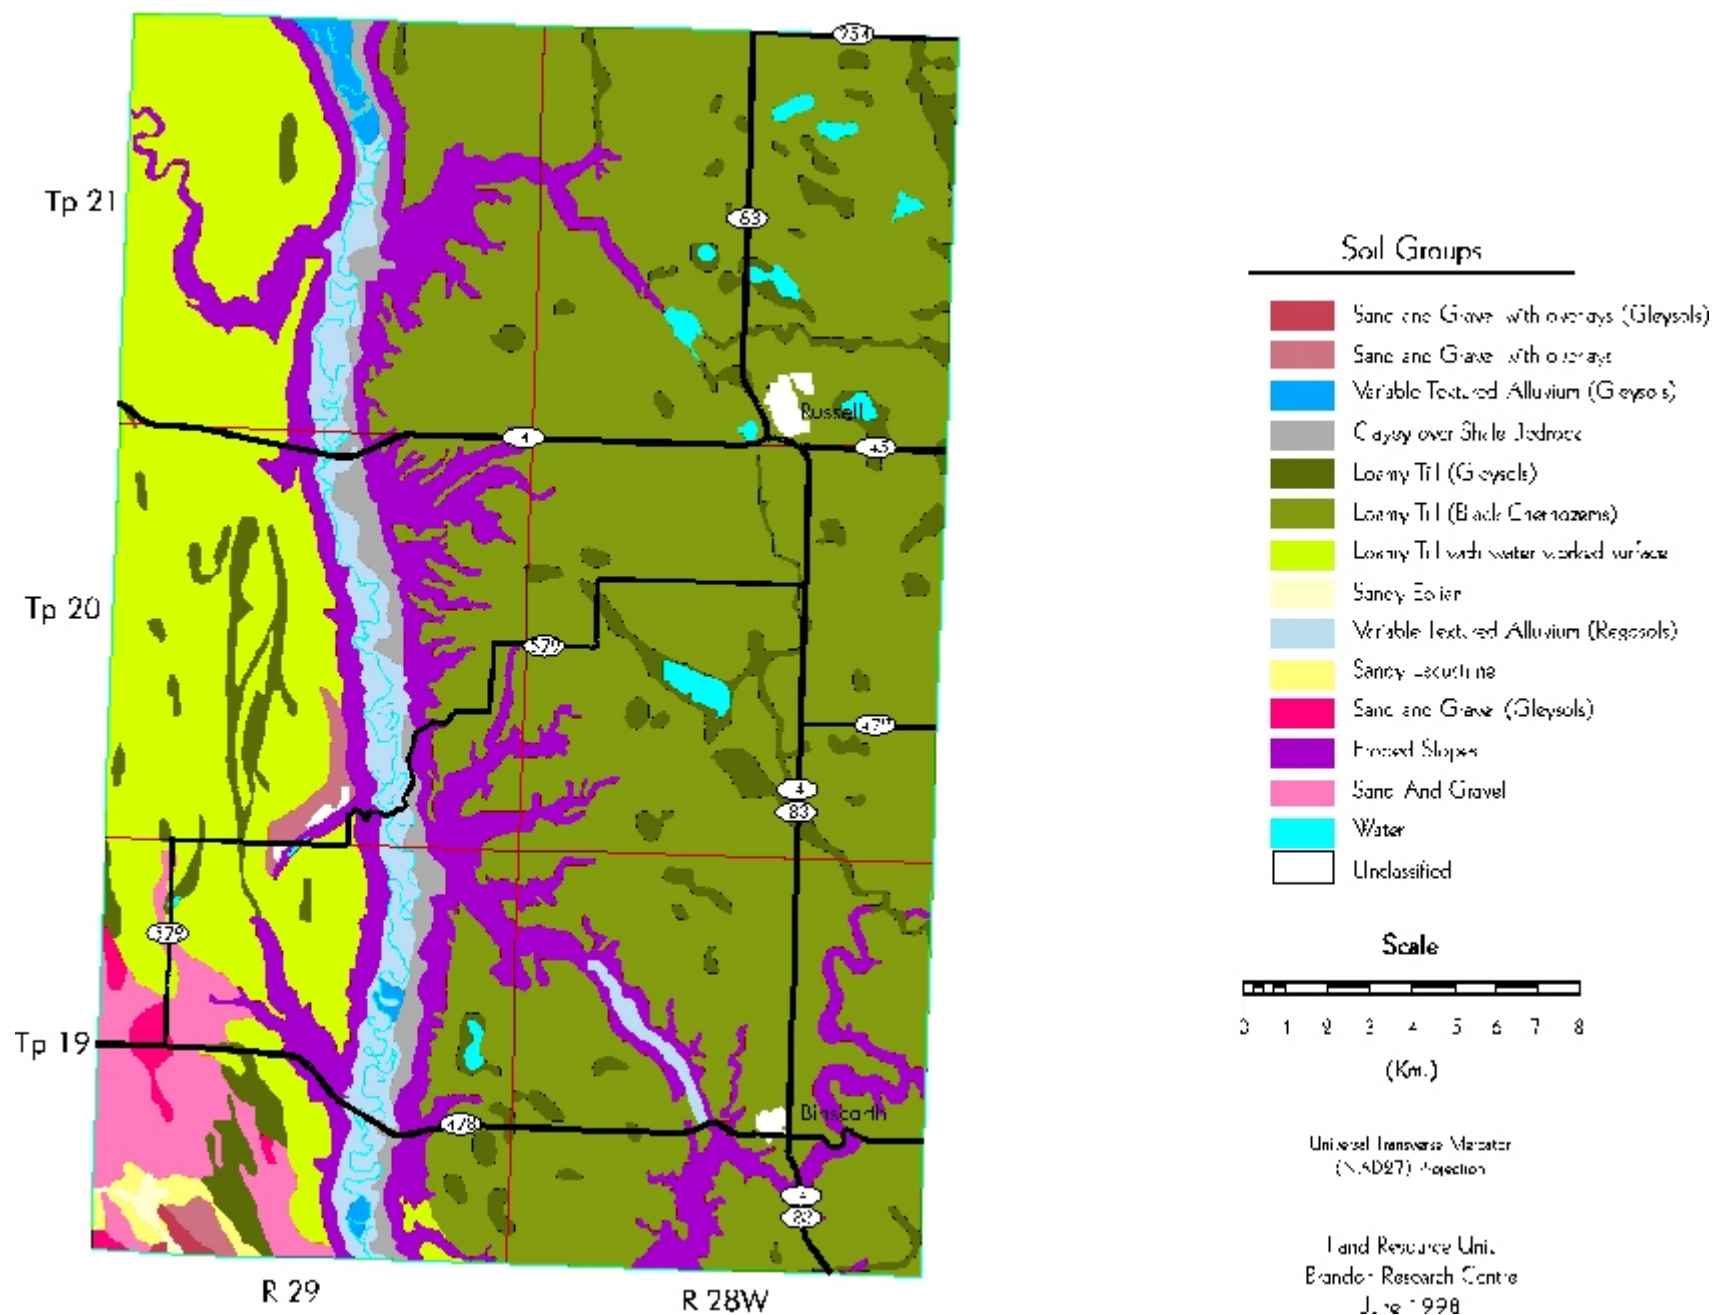 254
Tp 21
83
Russell
4
45
Tp 20
579
4
83
579
Tp 19
478
Binscarth
4
83
R 29
R 28W
Soil Groups
Sand and Gravel with overlays (Gleysols)
Sand and Gravel with overlays
Variable Textured Alluvium (Gleysols)
Clayey over Shale Bedrock
Loamy Till (Gleysols)
Loamy Till (Black Chernozems)
Loamy Till with water worked surface
Sandy Eolian
Variable Textured Alluvium (Regosols)
Sandy Lacustrine
Sand and Gravel (Gleysols)
Eroded Slopes
Sand And Gravel
Water
Unclassified
Scale
0 1 2 3 4 5 6 7 8
(Km.)
Universal Transverse Mercator
(NAD27) Projection
Land Resource Unit
Brandon Research Centre
June 1998